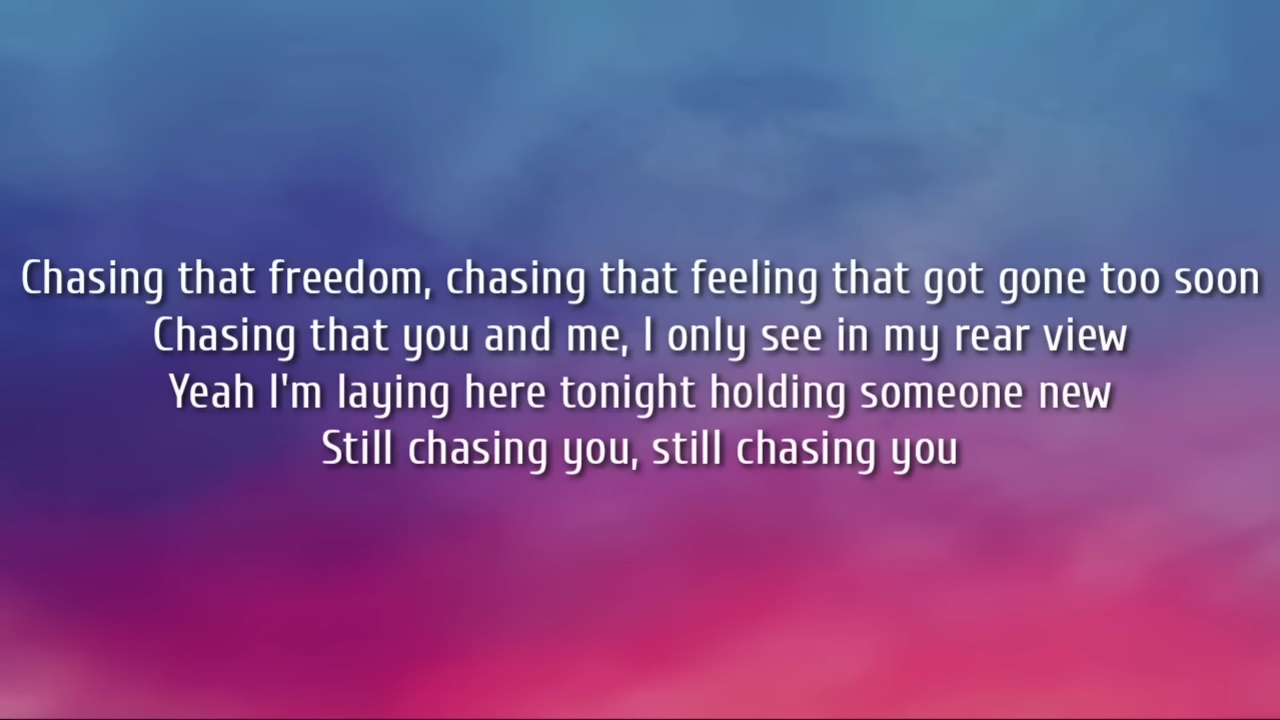 Chasing that freedom, chasing that feeling that got gone too soon
Chasing that you and me, I only see in my rear view
Yeah I'm laying here tonight holding someone new
Still chasing you, still chasing you